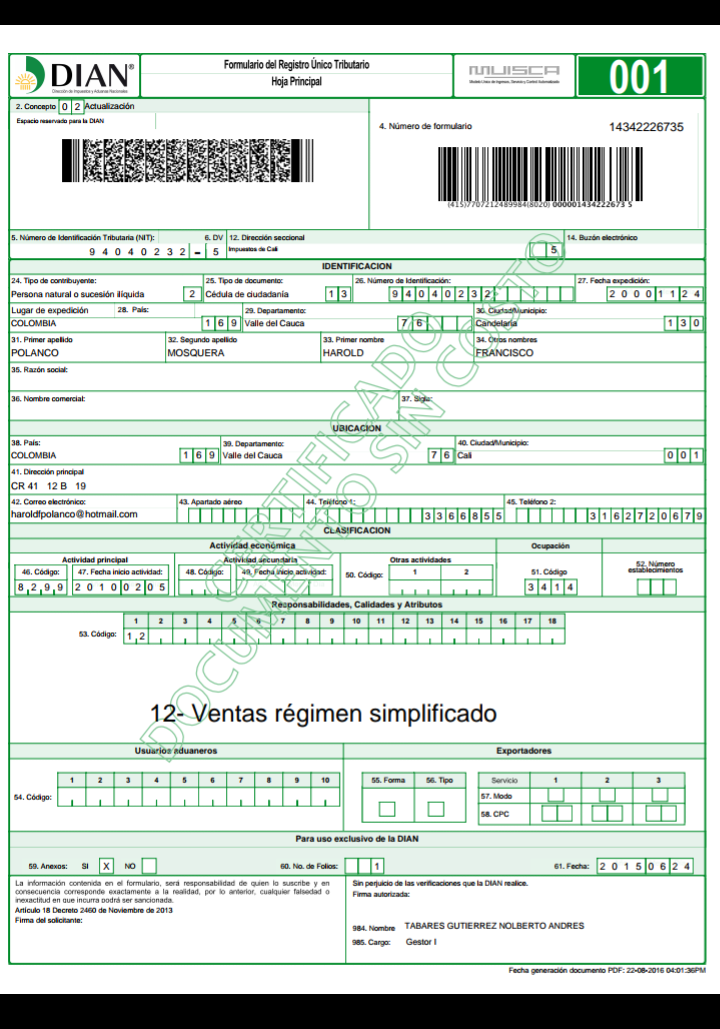 DIAN®
Dirección de Impuestos y Aduanas Nacionales
Formulario del Registro Único Tributario
Hoja Principal
MUISCA
Modelo Único de Ingresos, Servicio y Control Automatizado
001
2. Concepto 0 2 Actualización
Espacio reservado para la DIAN
4. Número de formulario 14342226735
(415)7707212489984(8020) 000001434222673 5
5. Número de Identificación Tributaria (NIT): 6. DV 12. Dirección seccional 14. Buzón electrónico
9 4 0 4 0 2 3 2 - 5 Impuestos de Cali 5
IDENTIFICACION
24. Tipo de contribuyente: 25. Tipo de documento: 26. Número de Identificación: 27. Fecha expedición:
Persona natural o sucesión ilíquida 2 Cédula de ciudadanía 1 3 9 4 0 4 0 2 3 2 2 0 0 0 1 1 2 4
Lugar de expedición 28. País: 29. Departamento: 30. Ciudad/Municipio:
COLOMBIA 1 6 9 Valle del Cauca 7 6 Candelaria 1 3 0
31. Primer apellido 32. Segundo apellido 33. Primer nombre 34. Otros nombres
POLANCO MOSQUERA HAROLD FRANCISCO
35. Razón social:
36. Nombre comercial: 37. Sigla:
UBICACION
38. País: 39. Departamento: 40. Ciudad/Municipio:
COLOMBIA 1 6 9 Valle del Cauca 7 6 Cali 0 0 1
41. Dirección principal
CR 41 12 B 19
42. Correo electrónico: 43. Apartado aéreo 44. Teléfono 1: 45. Teléfono 2:
haroldfpolanco@hotmail.com 3 3 6 6 8 5 5 3 1 6 2 7 2 0 6 7 9
CLASIFICACION
Actividad económica Ocupación
Actividad principal Actividad secundaria Otras actividades 52. Número establecimientos
46. Código: 47. Fecha inicio actividad: 48. Código: 49. Fecha inicio actividad: 50. Código: 1 2 51. Código
8 2 9 9 2 0 1 0 0 2 0 5 3 4 1 4
Responsabilidades, Calidades y Atributos
1 2 3 4 5 6 7 8 9 10 11 12 13 14 15 16 17 18
53. Código: 1 2
12- Ventas régimen simplificado
CERTIFICADO
DOCUMENTO SIN COSTO
Usuarios aduaneros Exportadores
1 2 3 4 5 6 7 8 9 10 55. Forma 56. Tipo Servicio 1 2 3
54. Código: 57. Modo
58. CPC
Para uso exclusivo de la DIAN
59. Anexos: SI X NO 60. No. de Folios: 1 61. Fecha: 2 0 1 5 0 6 2 4
La información contenida en el formulario, será responsabilidad de quien lo suscribe y en
consecuencia corresponde exactamente a la realidad, por lo anterior, cualquier falsedad o
inexactitud en que incurra podrá ser sancionada.
Artículo 18 Decreto 2460 de Noviembre de 2013
Firma del solicitante:
Sin perjuicio de las verificaciones que la DIAN realice.
Firma autorizada:
984. Nombre TABARES GUTIERREZ NOLBERTO ANDRES
985. Cargo: Gestor I
Fecha generación documento PDF: 22-08-2016 04:01:36PM